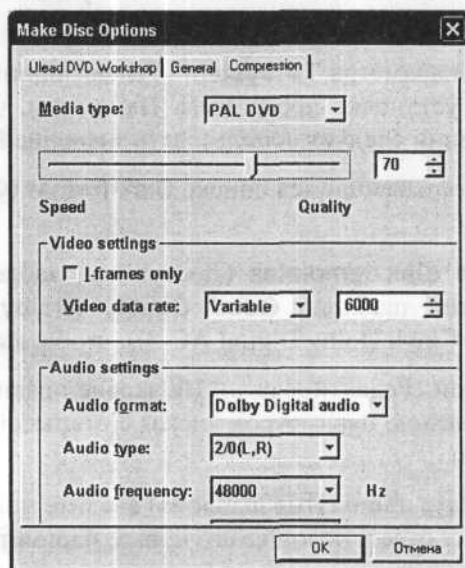 Make Disc Options
Ulead DVD Workshop General Compression
Media type: PAL DVD
70
Speed Quality
Video settings
I-frames only
Video data rate: Variable 6000
Audio settings
Audio format: Dolby Digital audio
Audio type: 2/0(L,R)
Audio frequency: 48000 Hz
OK Отмена